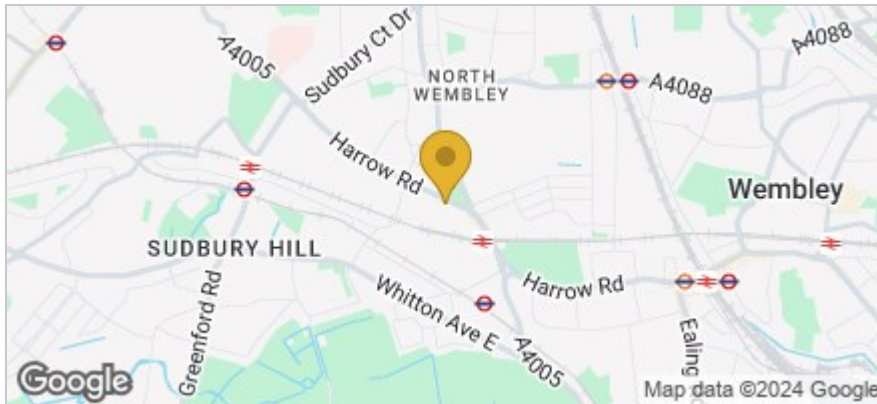 A4005
Sudbury Ct Dr
A4088
NORTH
WEMBLEY
A4088
Harrow Rd
Wembley
SUDBURY HILL
Greenford Rd
Whitton Ave E
Harrow Rd
A4005
Ealing
Google
Map data ©2024 Google